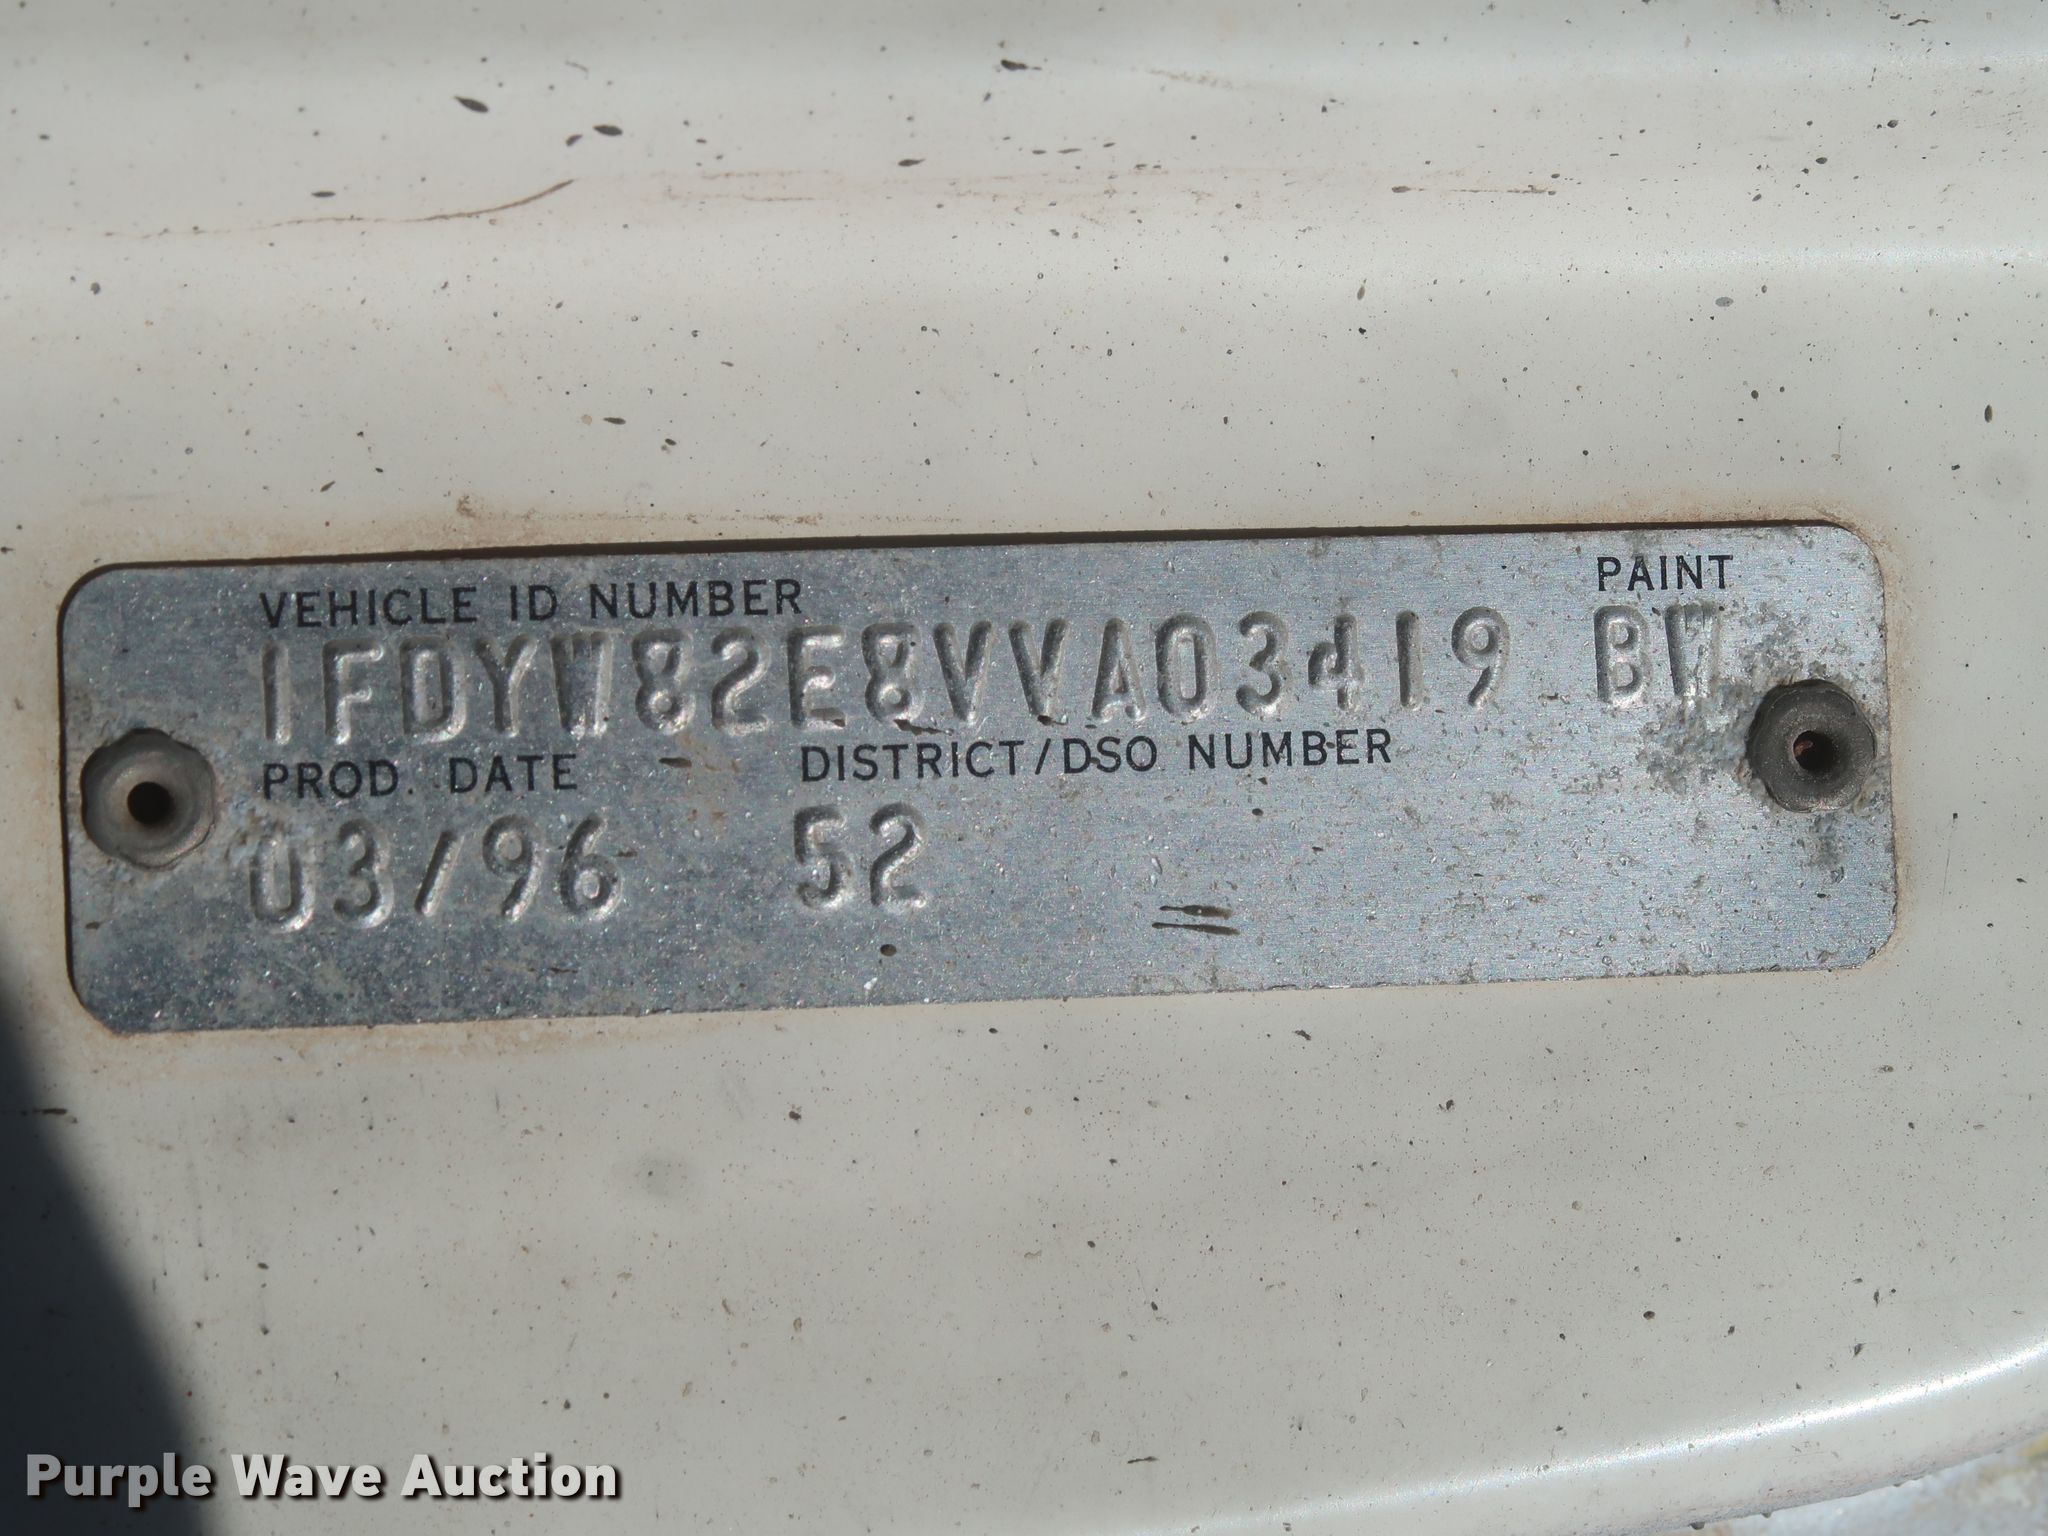 VEHICLE ID NUMBER PAINT
1FDYW82E8VVA03419 BW
PROD. DATE DISTRICT/DSO NUMBER
03/96 52
Purple Wave Auction